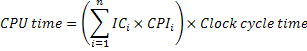 CPU time = (∑_{i=1}^{n} IC_i × CPI_i) × Clock cycle time